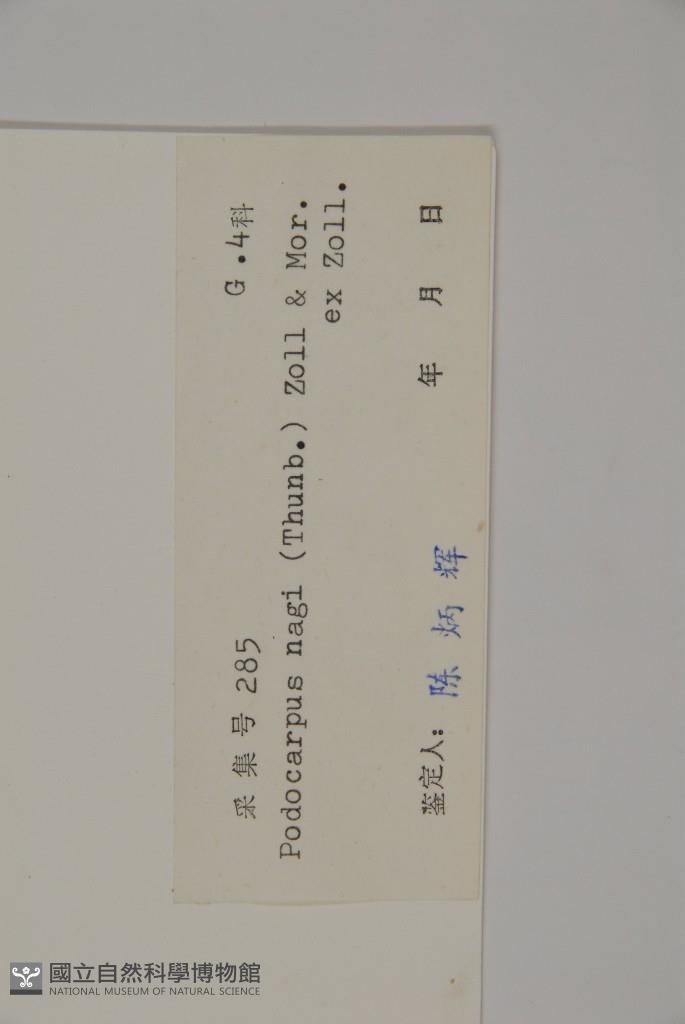 采集号 285 G.4科
Podocarpus nagi (Thunb.) Zoll & Mor.
ex Zoll.
鉴定人: 陈炳辉 年 月 日
國立自然科學博物館
NATIONAL MUSEUM OF NATURAL SCIENCE